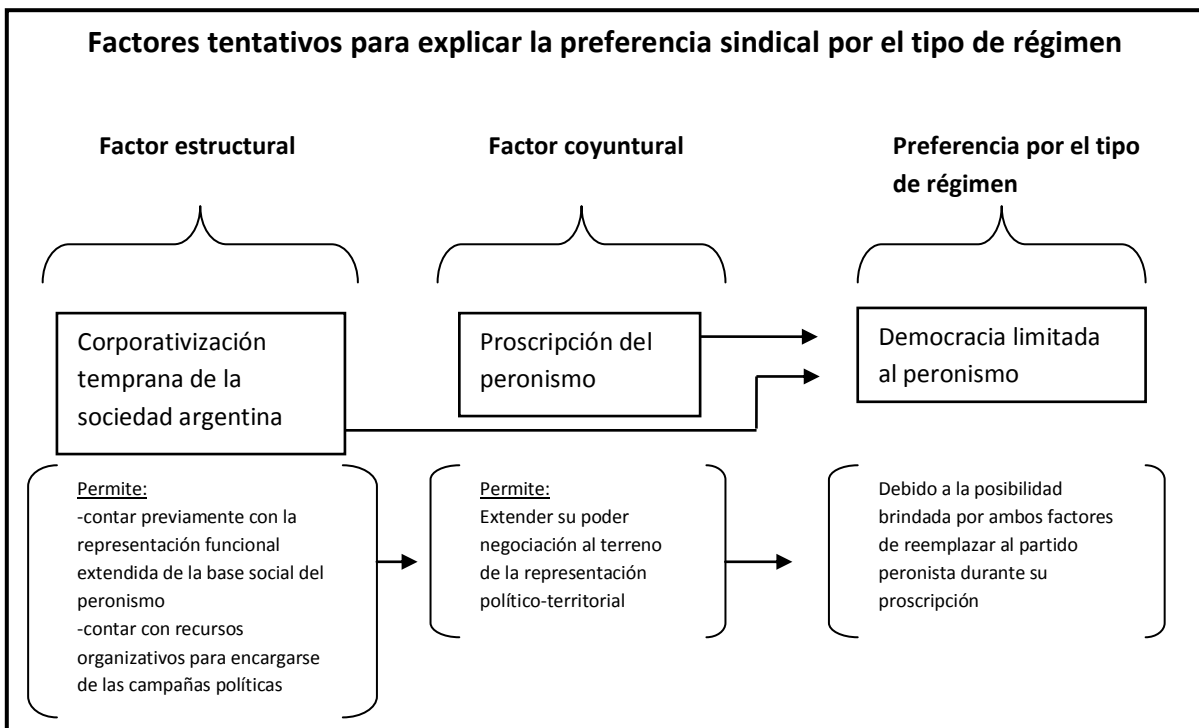 Factores tentativos para explicar la preferencia sindical por el tipo de régimen
Factor estructural
Factor coyuntural
Preferencia por el tipo
de régimen
Corporativización
temprana de la
sociedad argentina
Proscripción del
peronismo
Democracia limitada
al peronismo
Permite:
-contar previamente con la
representación funcional
extendida de la base social del
peronismo
-contar con recursos
organizativos para encargarse
de las campañas políticas
Permite:
Extender su poder
negociación al terreno
de la representación
político-territorial
Debido a la posibilidad
brindada por ambos factores
de reemplazar al partido
peronista durante su
proscripción